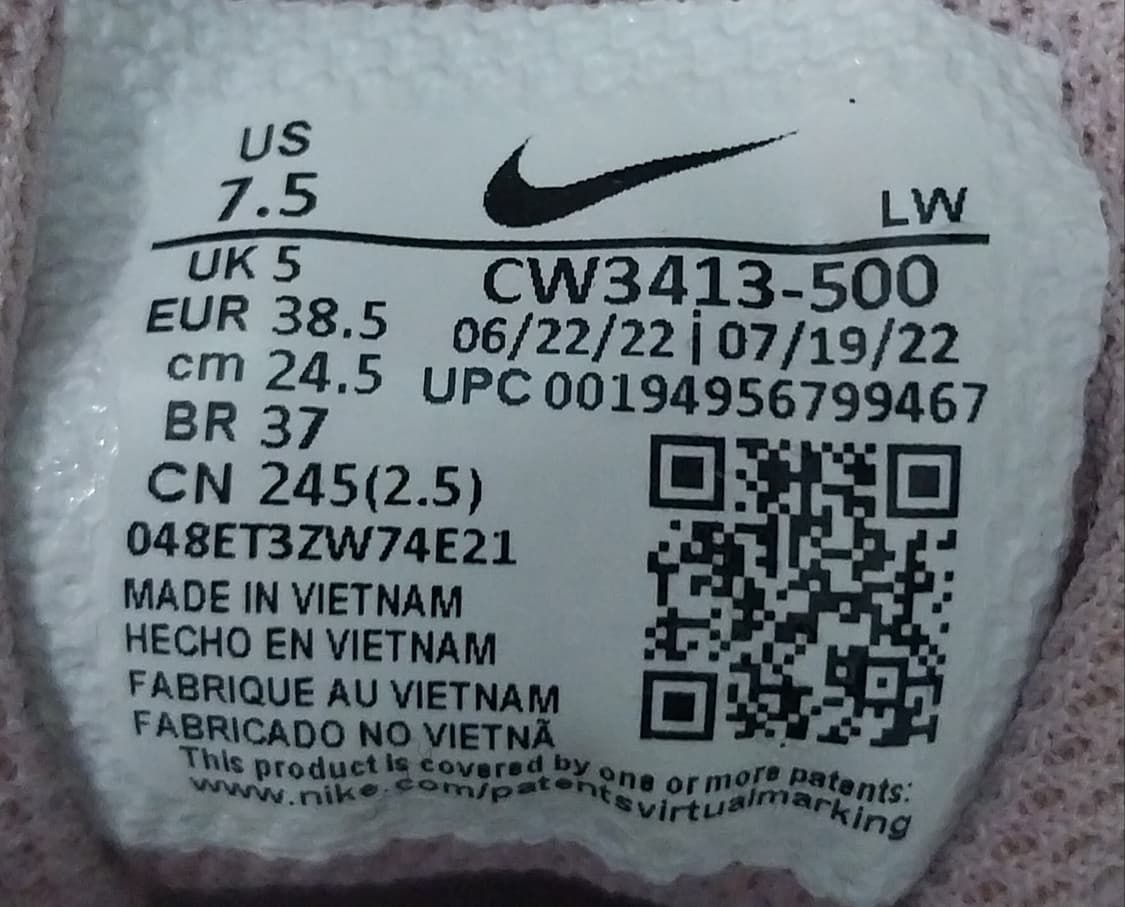 US
7.5
LW
UK 5
EUR 38.5
cm 24.5
BR 37
CN 245(2.5)
CW3413-500
06/22/22 | 07/19/22
UPC 00194956799467
048ET3ZW74E21
MADE IN VIETNAM
HECHO EN VIETNAM
FABRIQUE AU VIETNAM
FABRICADO NO VIETNÃ
This product is covered by one or more patents:
www.nike.com/patentsvirtualmarking